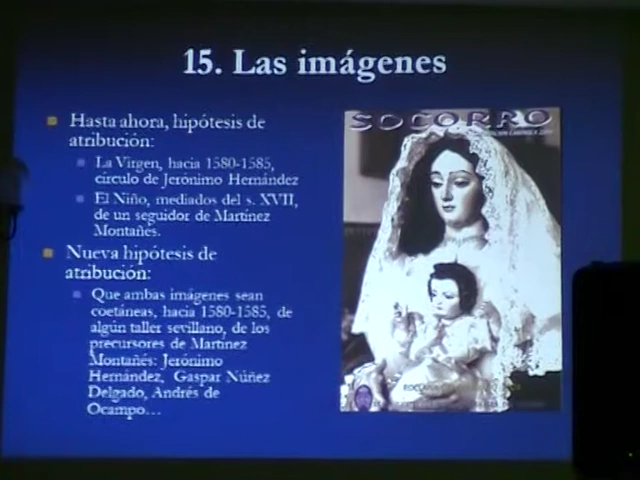 15. Las imágenes
Hasta ahora, hipótesis de
atribución:
La Virgen, hacia 1580-1585,
círculo de Jerónimo Hernández
El Niño, mediados del s. XVII,
de un seguidor de Martínez
Montañés.
Nueva hipótesis de
atribución:
Que ambas imágenes sean
coetáneas, hacia 1580-1585, de
algún taller sevillano, de los
precursores de Martínez
Montañés: Jerónimo
Hernández, Gaspar Núñez
Delgado, Andrés de
Ocampo...
SOCORRO